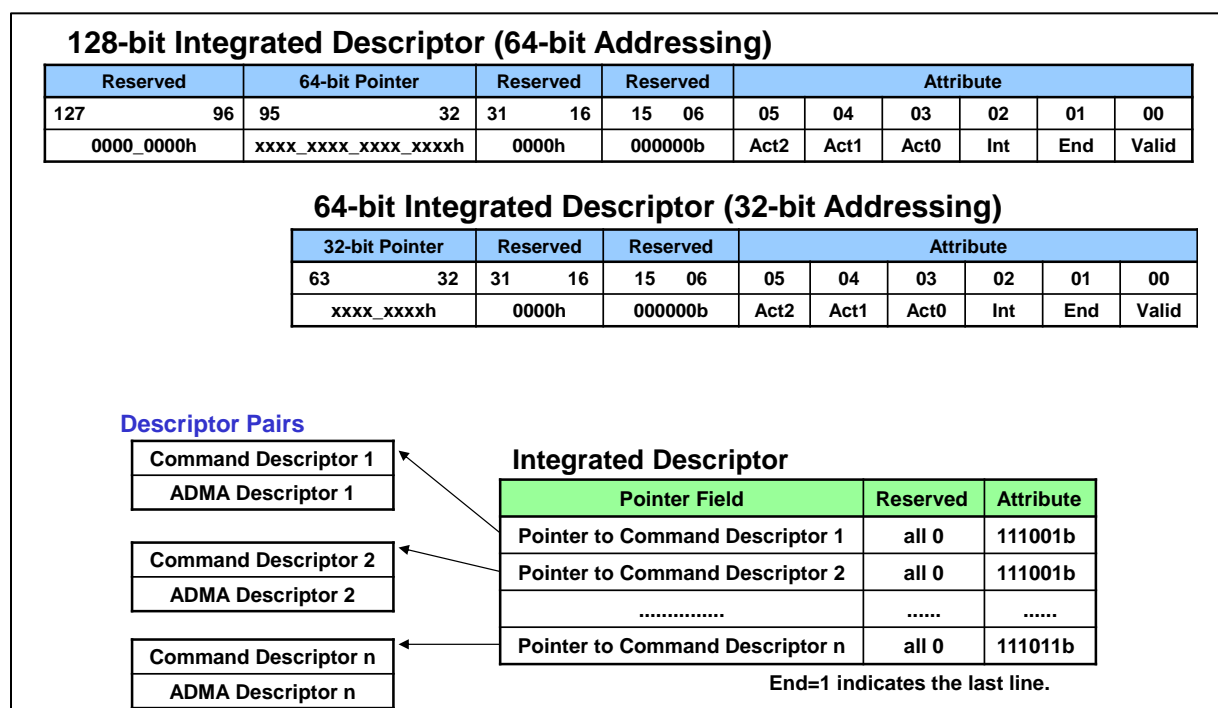 128-bit Integrated Descriptor (64-bit Addressing)
Reserved 64-bit Pointer Reserved Reserved Attribute
127 96 95 32 31 16 15 06 05 04 03 02 01 00
0000_0000h xxxx_xxxx_xxxx_xxxxh 0000h 000000b Act2 Act1 Act0 Int End Valid
64-bit Integrated Descriptor (32-bit Addressing)
32-bit Pointer Reserved Reserved Attribute
63 32 31 16 15 06 05 04 03 02 01 00
xxxx_xxxxh 0000h 000000b Act2 Act1 Act0 Int End Valid
Descriptor Pairs
Command Descriptor 1
ADMA Descriptor 1
Command Descriptor 2
ADMA Descriptor 2
Command Descriptor n
ADMA Descriptor n
Integrated Descriptor
Pointer Field Reserved Attribute
Pointer to Command Descriptor 1 all 0 111001b
Pointer to Command Descriptor 2 all 0 111001b
............... ...... ......
Pointer to Command Descriptor n all 0 111011b
End=1 indicates the last line.